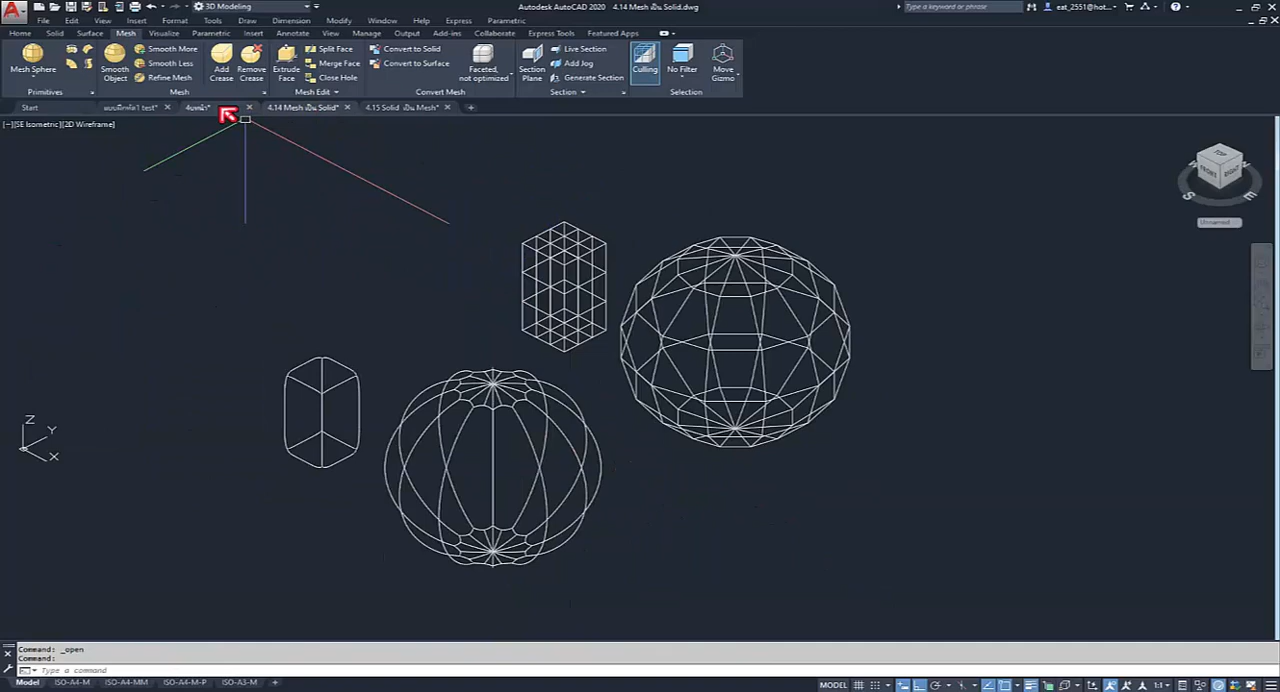 3D Modeling
Autodesk AutoCAD 2020 4.14 Mesh เป็น Solid.dwg
Type a keyword or phrase
eat_2551@hot...
File Edit View Insert Format Tools Draw Dimension Modify Window Help Express Parametric
Home Solid Surface Mesh Visualize Parametric Insert Annotate View Manage Output Add-ins Collaborate Express Tools Featured Apps
Mesh Sphere
Smooth Object
Smooth More
Smooth Less
Refine Mesh
Add Crease
Remove Crease
Extrude Face
Split Face
Merge Face
Close Hole
Convert to Solid
Convert to Surface
Faceted, not optimized
Section Plane
Live Section
Add Jog
Generate Section
Culling
No Filter
Move Gizmo
Primitives Mesh Mesh Edit Convert Mesh Section Selection
Start 4.14 Mesh เป็น Solid* 4.15 Solid เป็น Mesh*
[−][SE Isometric][2D Wireframe]
TOP
FRONT RIGHT
S E
Unnamed
Z
Y
X
Command: _open
Command:
Type a command
Model ISO-A4-M ISO-A4-MM ISO-A4-M-P ISO-A3-M +
MODEL 1:1